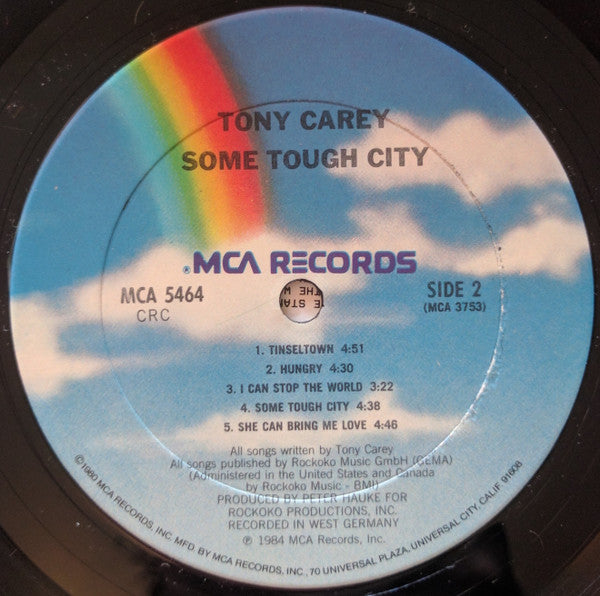 TONY CAREY
SOME TOUGH CITY
®MCA RECORDS
MCA 5464
CRC
SIDE 2
(MCA 3753)
1. TINSELTOWN 4:51
2. HUNGRY 4:30
3. I CAN STOP THE WORLD 3:22
4. SOME TOUGH CITY 4:38
5. SHE CAN BRING ME LOVE 4:46
All songs written by Tony Carey
All songs published by Rockoko Music GmbH (GEMA)
(Administered in the United States and Canada
by Rockoko Music - BMI)
PRODUCED BY PETER HAUKE FOR
ROCKOKO PRODUCTIONS, INC.
RECORDED IN WEST GERMANY
℗ 1984 MCA Records, Inc.
©1980 MCA RECORDS, INC. MFD. BY MCA RECORDS, INC., 70 UNIVERSAL PLAZA, UNIVERSAL CITY, CALIF. 91608